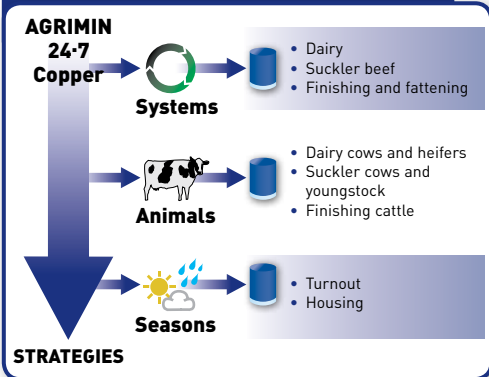 AGRIMIN
24·7
Copper
Systems
• Dairy
• Suckler beef
• Finishing and fattening
Animals
• Dairy cows and heifers
• Suckler cows and
youngstock
• Finishing cattle
Seasons
• Turnout
• Housing
STRATEGIES